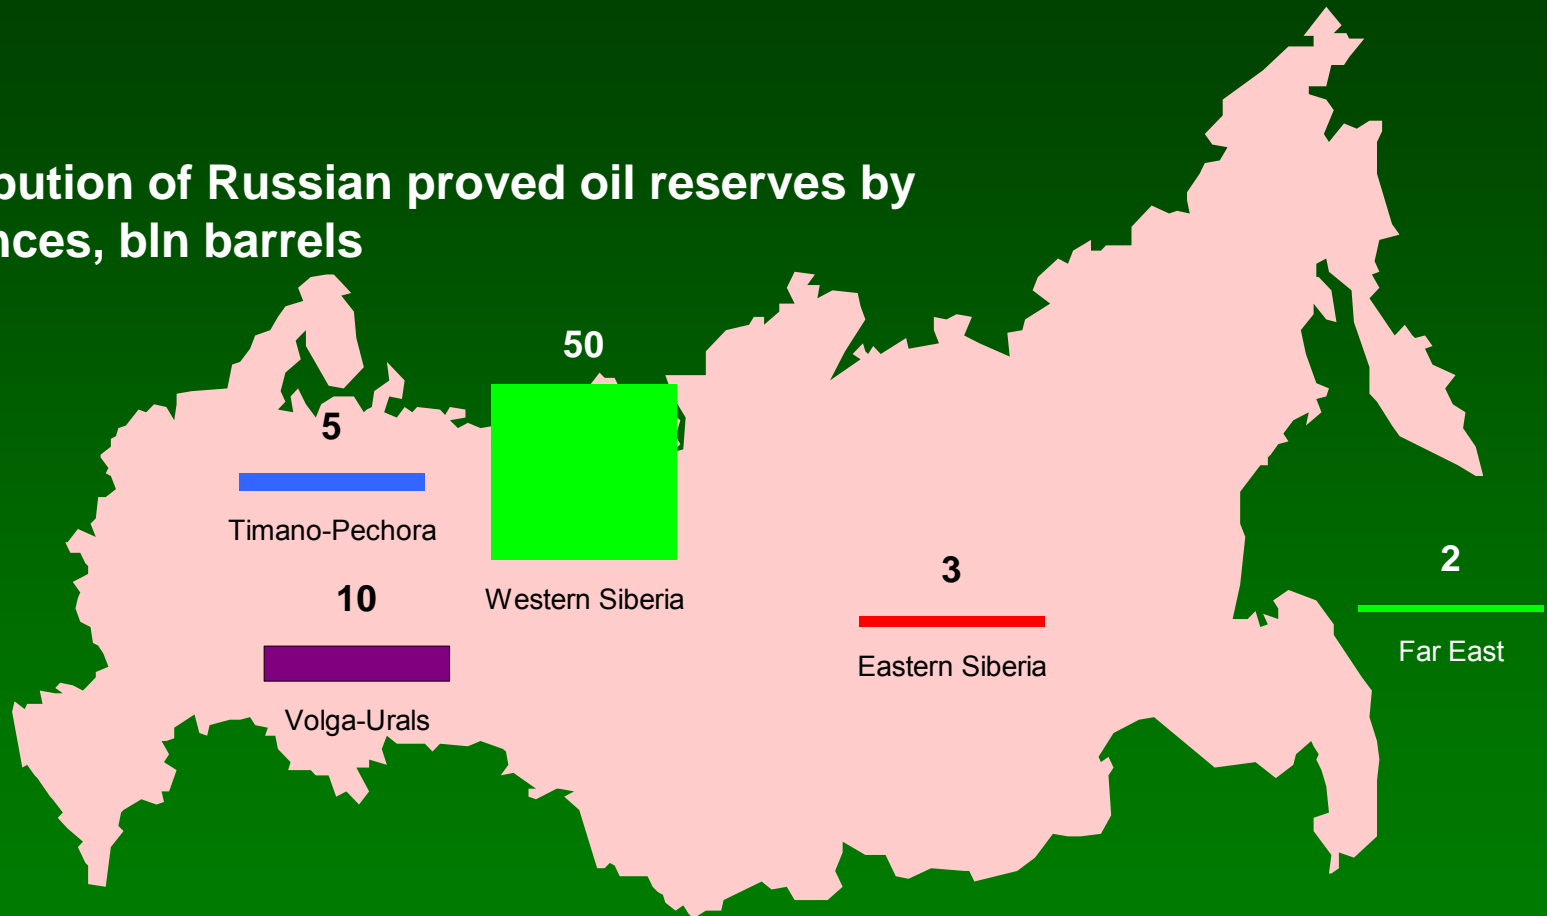 bution of Russian proved oil reserves by
nces, bln barrels
50
5
Timano-Pechora
10
Western Siberia
Volga-Urals
3
Eastern Siberia
2
Far East